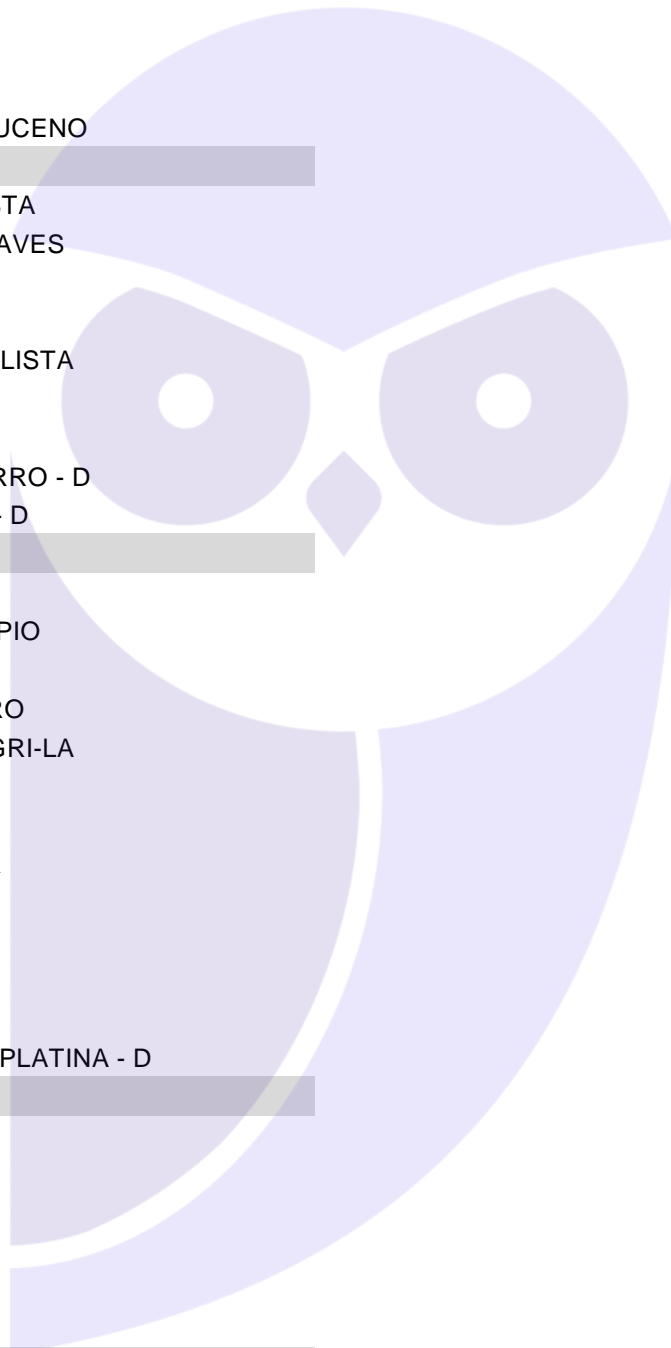 UCENO
TA
AVES
LISTA
RRO - D
- D
PIO
RO
GRI-LA
PLATINA - D